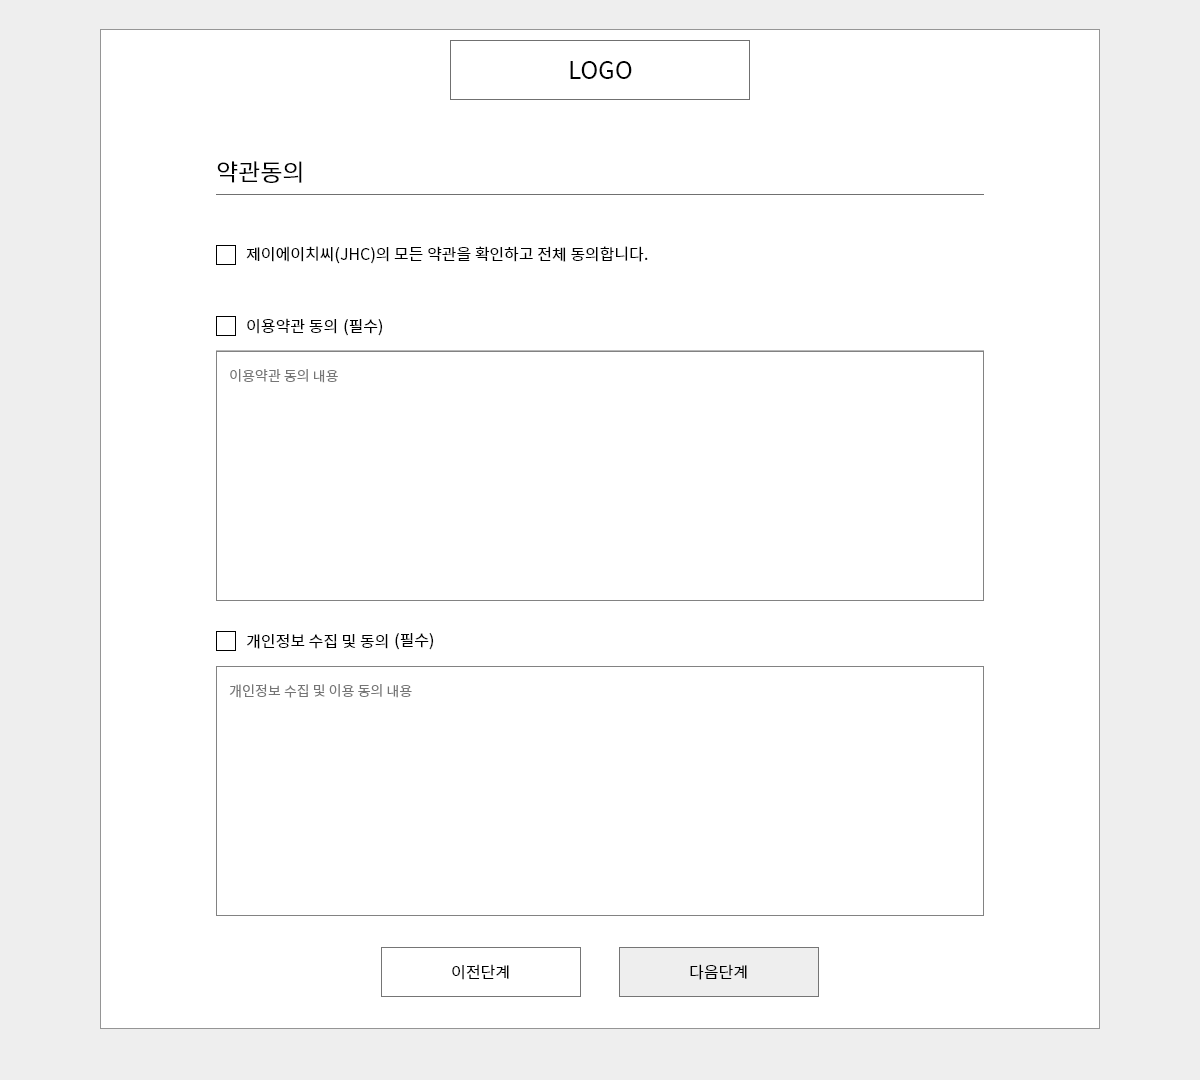 LOGO
약관동의
제이에이치씨(JHC)의 모든 약관을 확인하고 전체 동의합니다.
이용약관 동의 (필수)
이용약관 동의 내용
개인정보 수집 및 동의 (필수)
개인정보 수집 및 이용 동의 내용
이전단계
다음단계